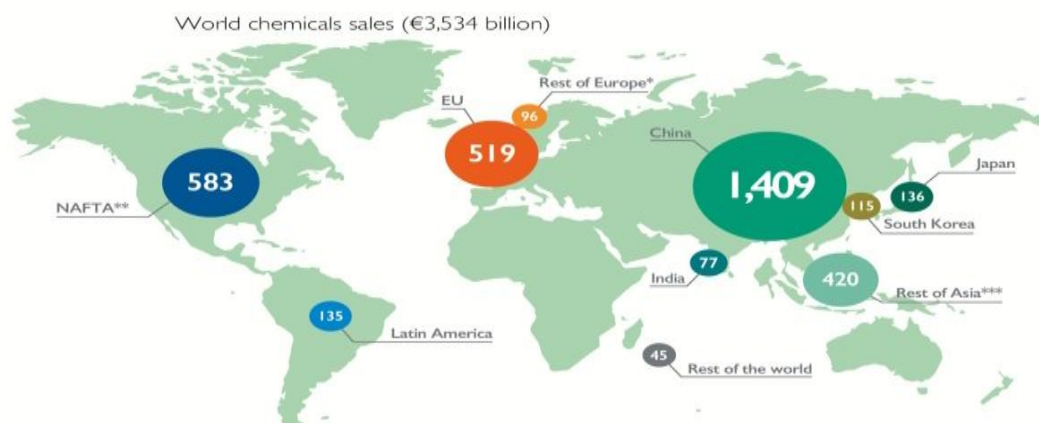 World chemicals sales (€3,534 billion)
Rest of Europe*
EU
96
China
519
Japan
583
1,409
136
115
NAFTA**
South Korea
77
India
420
Rest of Asia***
135
Latin America
45
Rest of the world